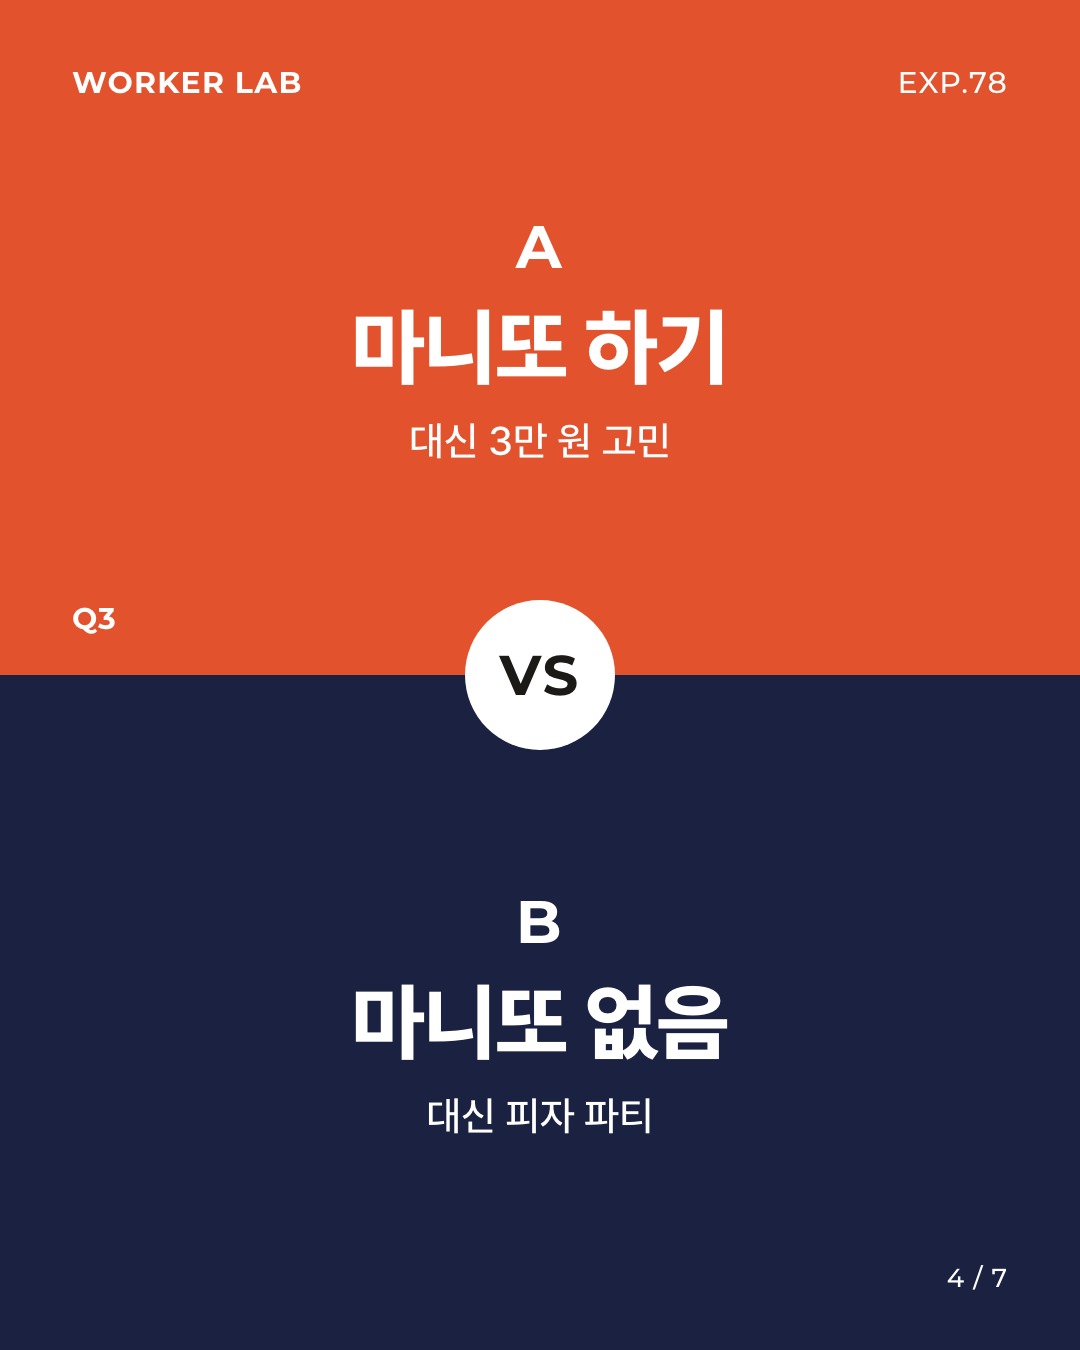 WORKER LAB
EXP.78
A
마니또 하기
대신 3만 원 고민
Q3
VS
B
마니또 없음
대신 피자 파티
4 / 7